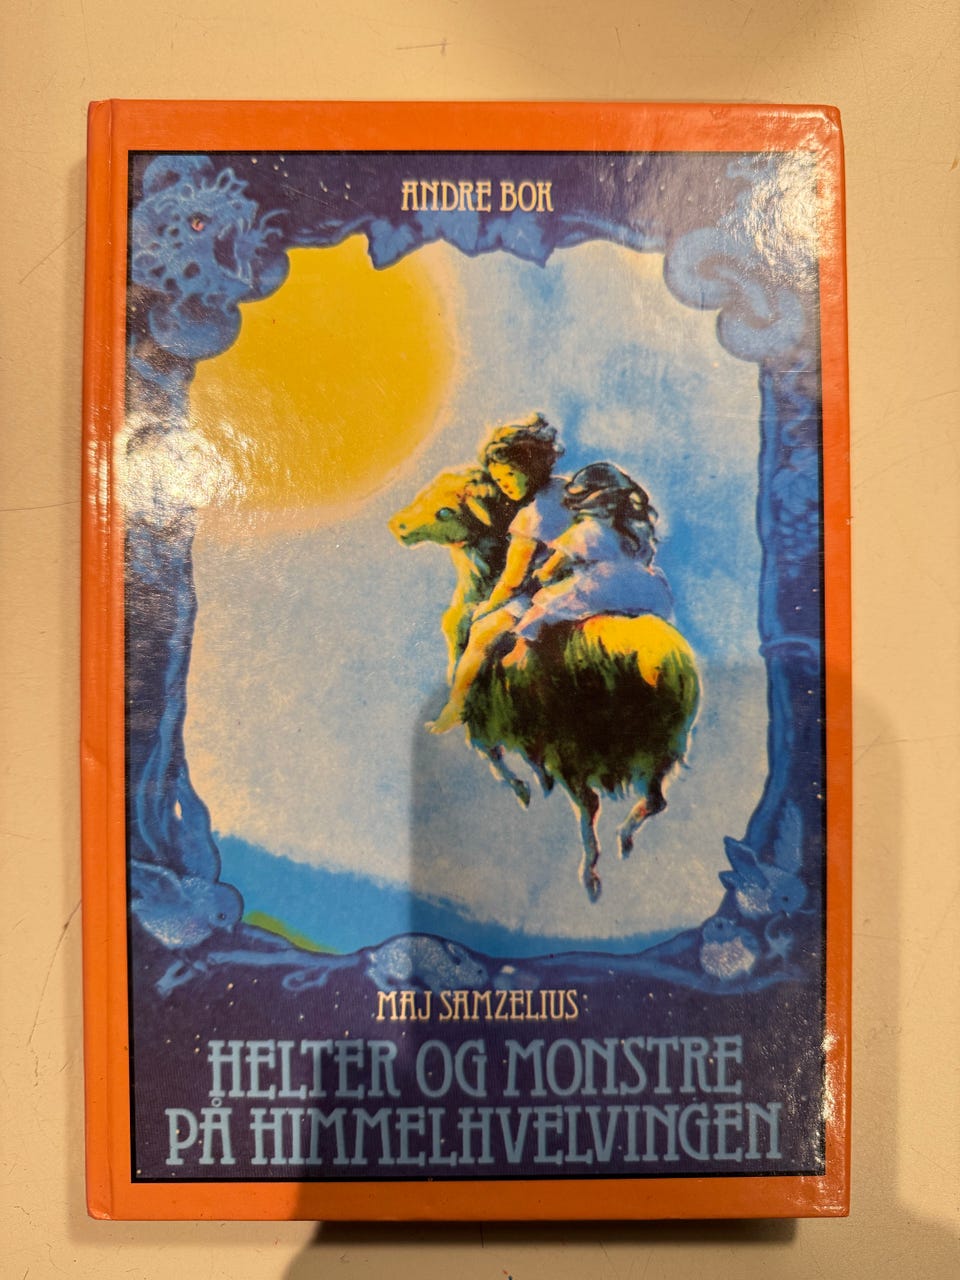 ANDRE BOK
MAJ SAMZELIUS
HELTER OG MONSTRE
PÅ HIMMELHVELVINGEN